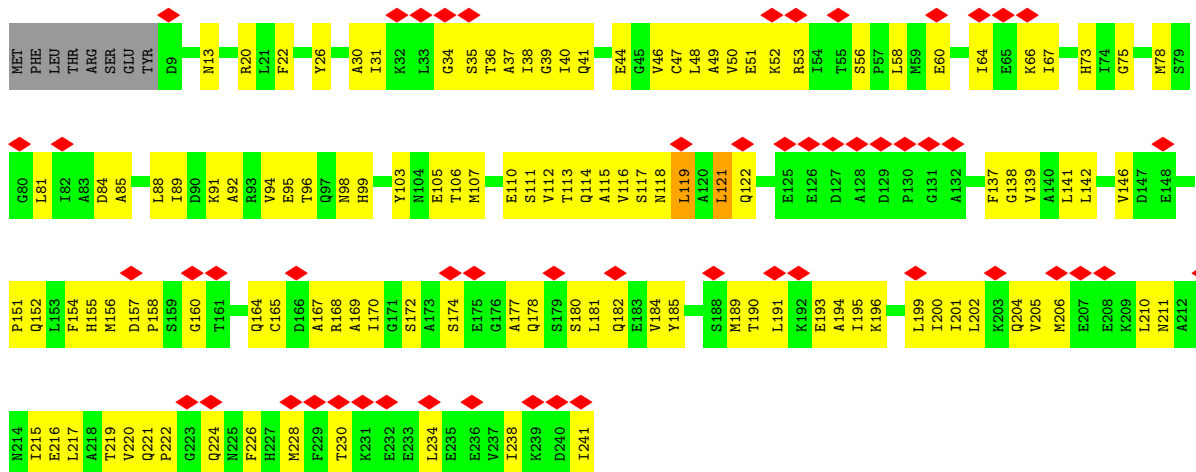 MET PHE LEU THR ARG SER GLU TYR D9 N13 R20 L21 F22 Y26 A30 I31 K32 L33 G34 S35 T36 A37 I38 G39 I40 Q41 E44 G45 V46 C47 L48 A49 V50 E51 K52 R53 I54 T55 S56 P57 L58 M59 E60 I64 E65 K66 I67 H73 I74 G75 M78 S79
G80 L81 I82 A83 D84 A85 L88 I89 D90 K91 A92 R93 V94 E95 T96 Q97 N98 H99 Y103 N104 E105 T106 M107 E110 S111 V112 T113 Q114 A115 V116 S117 N118 L119 A120 L121 Q122 E125 E126 D127 A128 D129 P130 G131 A132 F137 G138 V139 A140 L141 L142 V146 D147 E148
P151 Q152 L153 F154 H155 M156 D157 P158 S159 G160 T161 Q164 C165 D166 A167 R168 A169 I170 G171 S172 A173 S174 E175 G176 A177 Q178 S179 S180 L181 Q182 E183 V184 Y185 S188 M189 T190 L191 K192 E193 A194 I195 K196 L199 I200 I201 L202 K203 Q204 V205 M206 E207 E208 K209 L210 N211 A212
N214 I215 E216 L217 A218 T219 V220 Q221 P222 G223 Q224 N225 F226 H227 M228 F229 T230 K231 E232 E233 L234 E235 E236 V237 I238 K239 D240 I241